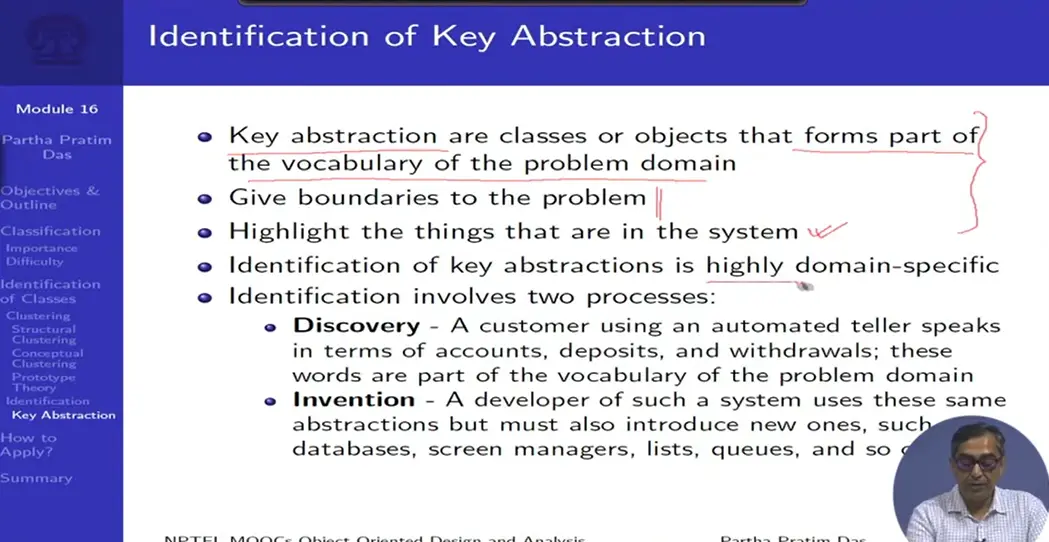 Identification of Key Abstraction
Module 16
Partha Pratim
Das
Objectives &
Outline
Classification
Importance
Difficulty
Identification
of Classes
Clustering
Structural
Clustering
Conceptual
Clustering
Prototype
Theory
Identification
Key Abstraction
How to
Apply?
Summary
Key abstraction are classes or objects that forms part of
the vocabulary of the problem domain
Give boundaries to the problem
Highlight the things that are in the system
Identification of key abstractions is highly domain-specific
Identification involves two processes:
Discovery - A customer using an automated teller speaks
in terms of accounts, deposits, and withdrawals; these
words are part of the vocabulary of the problem domain
Invention - A developer of such a system uses these same
abstractions but must also introduce new ones, such
databases, screen managers, lists, queues, and so
NPTEL MOOCs Object Oriented Design and Analysis
Partha Pratim Das